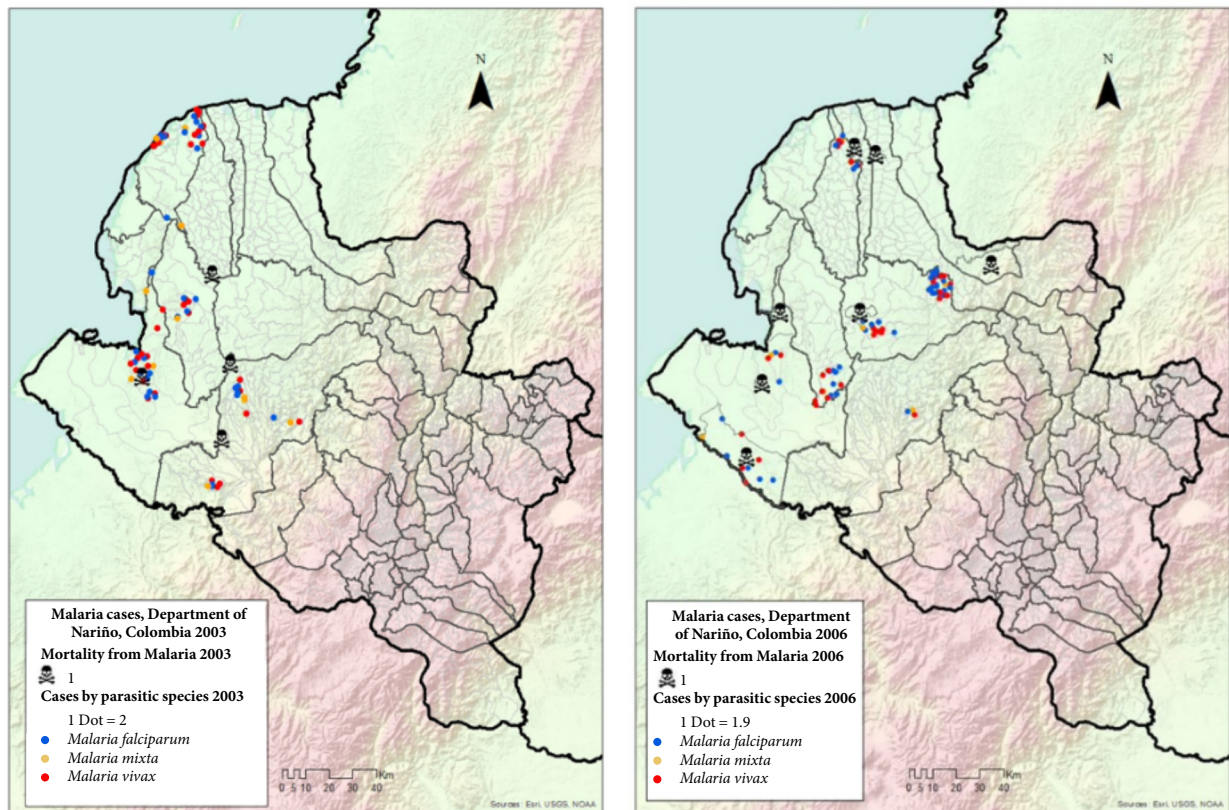 N
Malaria cases, Department of
Nariño, Colombia 2003
Mortality from Malaria 2003
1
Cases by parasitic species 2003
1 Dot = 2
Malaria falciparum
Malaria mixta
Malaria vivax
Km
0 5 10 20 30 40
Sources: Esri, USGS, NOAA
N
Malaria cases, Department
of Nariño, Colombia 2006
Mortality from Malaria 2006
1
Cases by parasitic species 2006
1 Dot = 1.9
Malaria falciparum
Malaria mixta
Malaria vivax
Km
0 5 10 20 30 40
Sources: Esri, USGS, NOAA